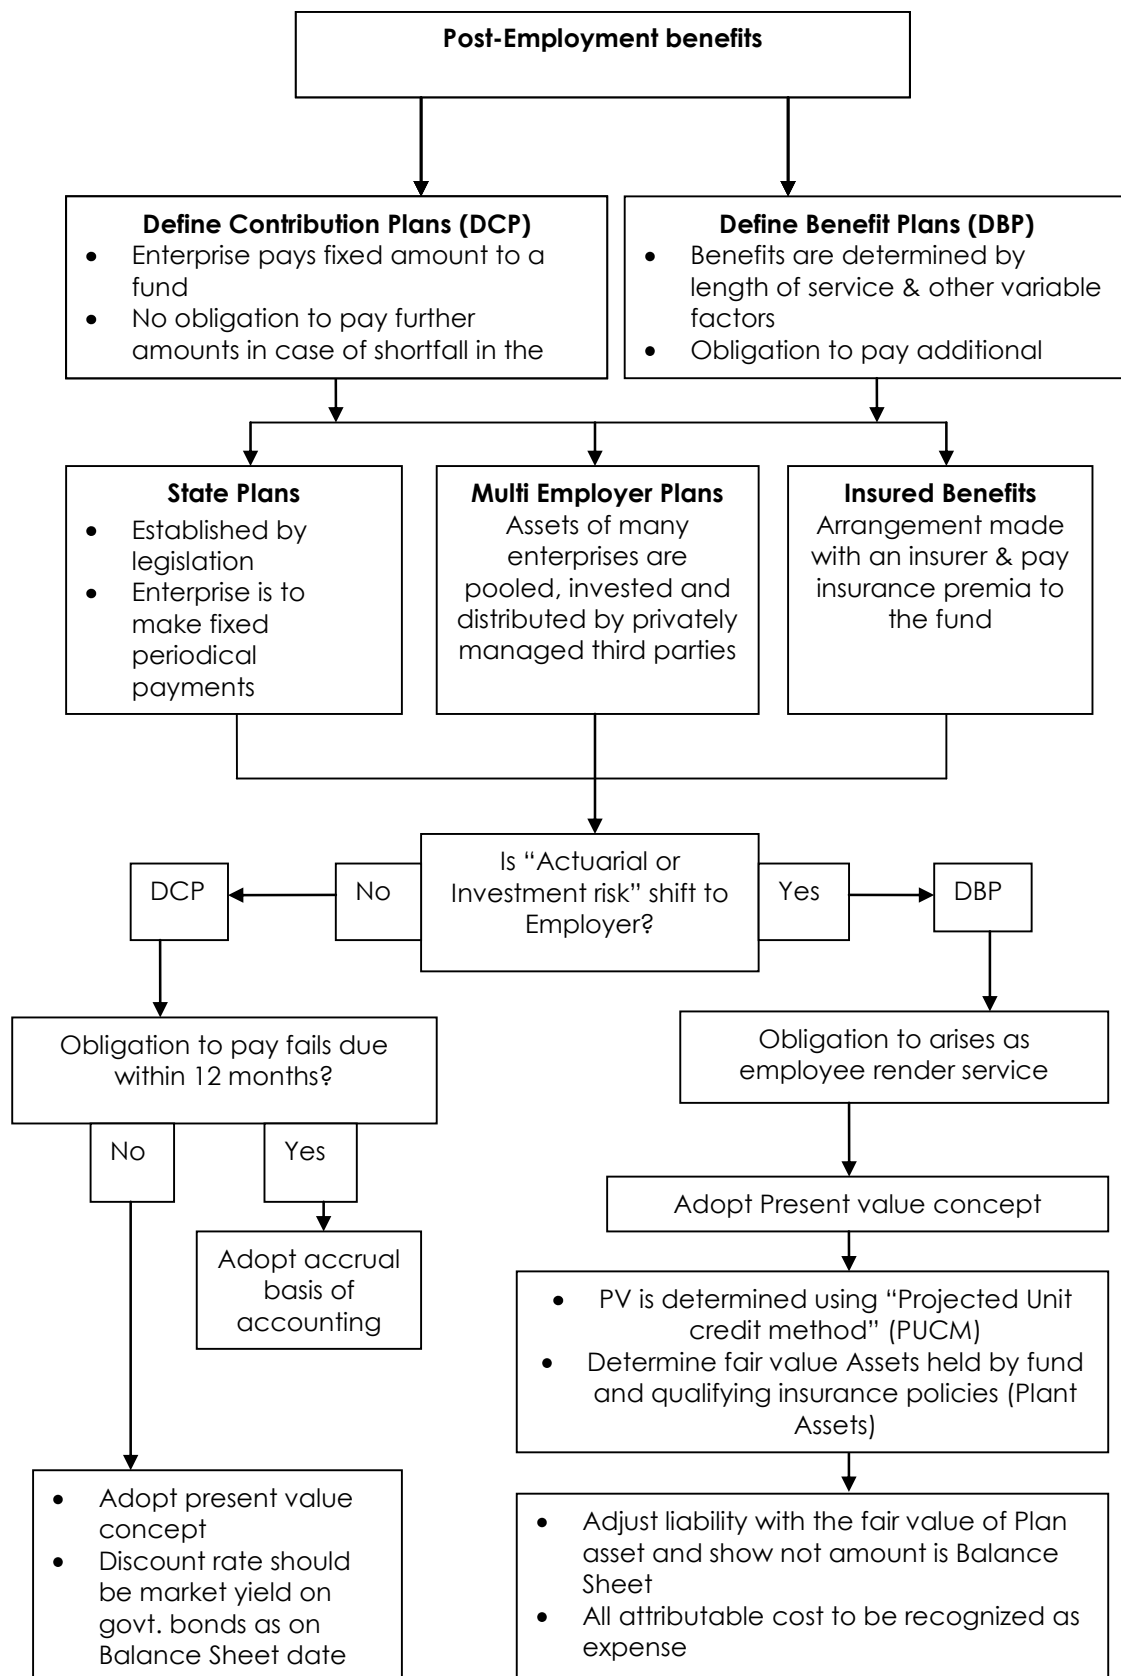 Post-Employment benefits
Define Contribution Plans (DCP)
• Enterprise pays fixed amount to a
fund
• No obligation to pay further
amounts in case of shortfall in the
Define Benefit Plans (DBP)
• Benefits are determined by
length of service & other variable
factors
• Obligation to pay additional
State Plans
• Established by
legislation
• Enterprise is to
make fixed
periodical
payments
Multi Employer Plans
Assets of many
enterprises are
pooled, invested and
distributed by privately
managed third parties
Insured Benefits
Arrangement made
with an insurer & pay
insurance premia to
the fund
DCP
No
Is “Actuarial or
Investment risk” shift to
Employer?
Yes
DBP
Obligation to pay fails due
within 12 months?
No
Yes
Adopt accrual
basis of
accounting
• Adopt present value
concept
• Discount rate should
be market yield on
govt. bonds as on
Balance Sheet date
Obligation to arises as
employee render service
Adopt Present value concept
• PV is determined using “Projected Unit
credit method” (PUCM)
• Determine fair value Assets held by fund
and qualifying insurance policies (Plant
Assets)
• Adjust liability with the fair value of Plan
asset and show not amount is Balance
Sheet
• All attributable cost to be recognized as
expense